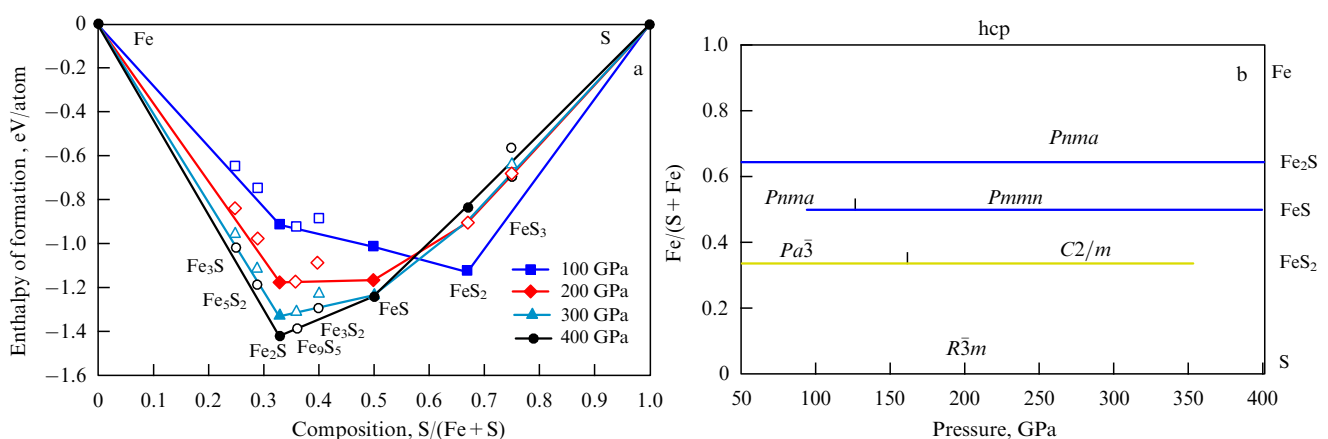 0
−0.2
−0.4
−0.6
−0.8
−1.0
−1.2
−1.4
−1.6
Enthalpy of formation , eV/atom
Fe
S
a
Fe₃S
Fe₅S₂
Fe₂S
Fe₉S₅
Fe₃S₂
FeS
FeS₂
FeS₃
100 GPa
200 GPa
300 GPa
400 GPa
0 0.1 0.2 0.3 0.4 0.5 0.6 0.7 0.8 0.9 1.0
Composition, S/(Fe + S)
hcp
1.0
0.8
0.6
0.4
0.2
0
Fe/(S + Fe)
b
Fe
Pnma
Fe₂S
Pnma Pmmn
FeS
Pa3̄ C2/m
FeS₂
R3̄m
S
50 100 150 200 250 300 350 400
Pressure, GPa